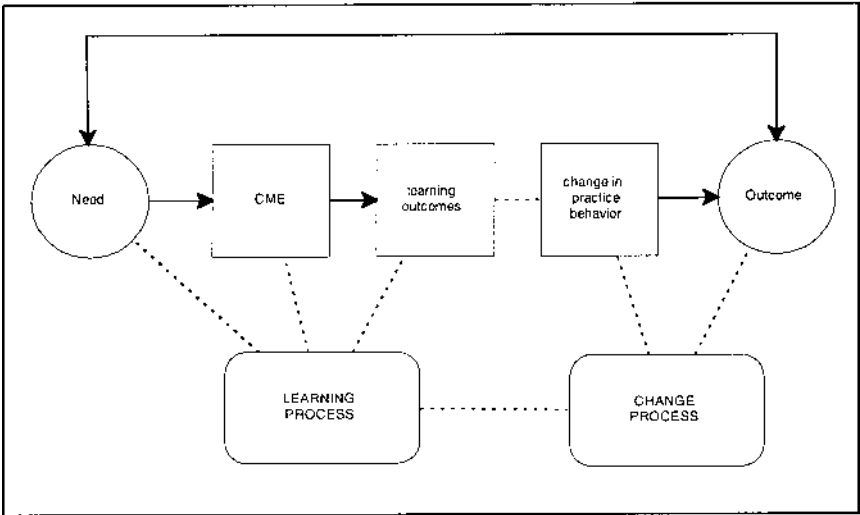 Need
CME
learning
outcomes
change in
practice
behavior
Outcome
LEARNING
PROCESS
CHANGE
PROCESS